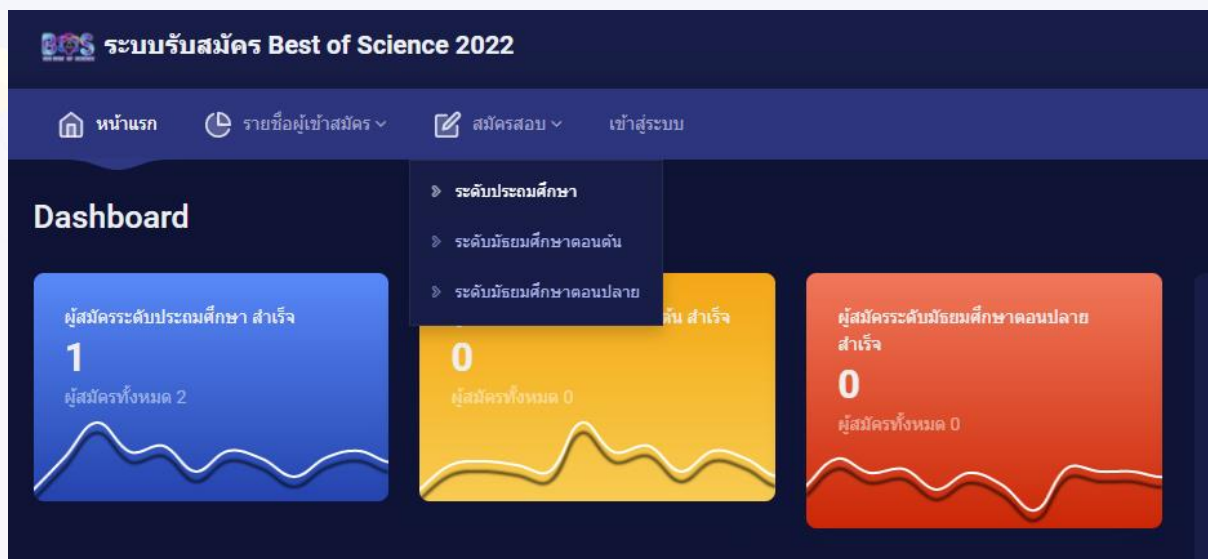 BOS ระบบรับสมัคร Best of Science 2022
หน้าแรก รายชื่อผู้เข้าสมัคร สมัครสอบ เข้าสู่ระบบ
ระดับประถมศึกษา
ระดับมัธยมศึกษาตอนต้น
ระดับมัธยมศึกษาตอนปลาย
Dashboard
ผู้สมัครระดับประถมศึกษา สำเร็จ
1
ผู้สมัครทั้งหมด 2
ต้น สำเร็จ
0
ผู้สมัครทั้งหมด 0
ผู้สมัครระดับมัธยมศึกษาตอนปลาย
สำเร็จ
0
ผู้สมัครทั้งหมด 0